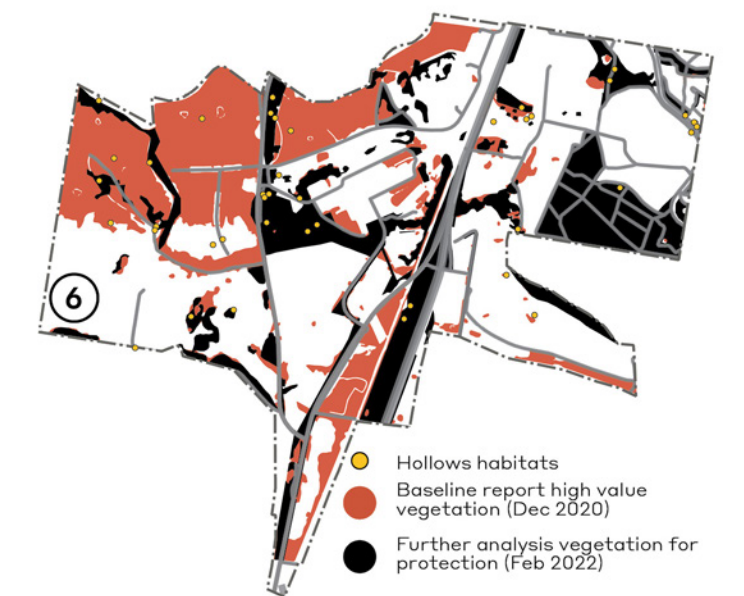 6
Hollows habitats
Baseline report high value
vegetation (Dec 2020)
Further analysis vegetation for
protection (Feb 2022)